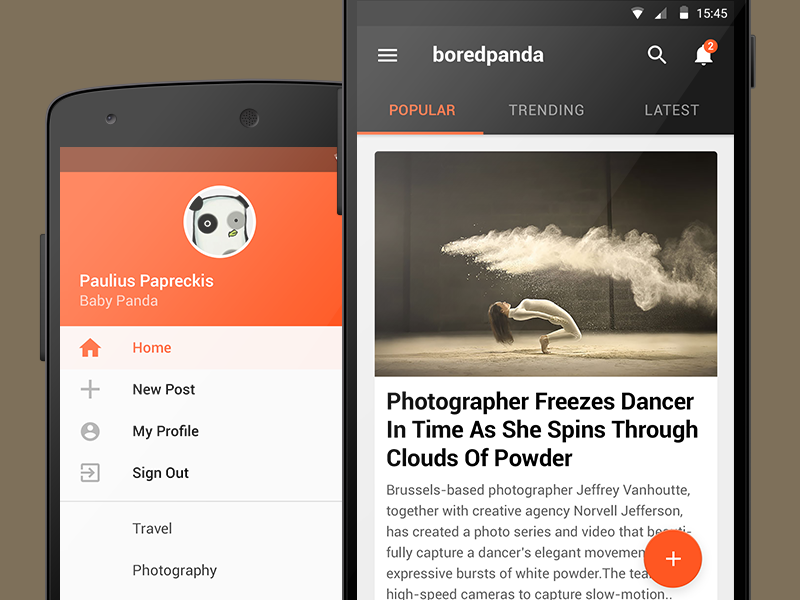 15:45
boredpanda
2
POPULAR
TRENDING
LATEST
Photographer Freezes Dancer
In Time As She Spins Through
Clouds Of Powder
Brussels-based photographer Jeffrey Vanhoutte,
together with creative agency Norvell Jefferson,
has created a photo series and video that beauti-
fully capture a dancer's elegant movemen
expressive bursts of white powder.The tea
high-speed cameras to capture slow-motion..
Paulius Papreckis
Baby Panda
Home
New Post
My Profile
Sign Out
Travel
Photography